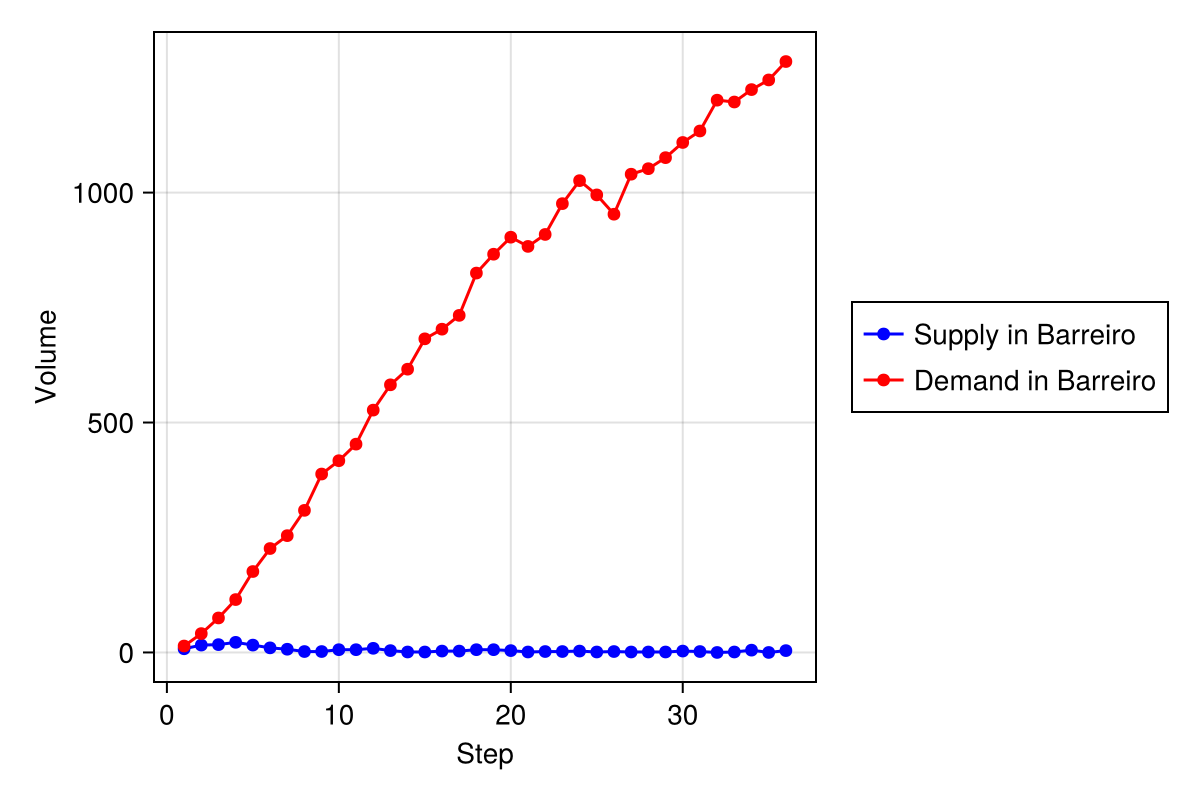 Volume
1000
500
0
0 10 20 30
Step
Supply in Barreiro
Demand in Barreiro